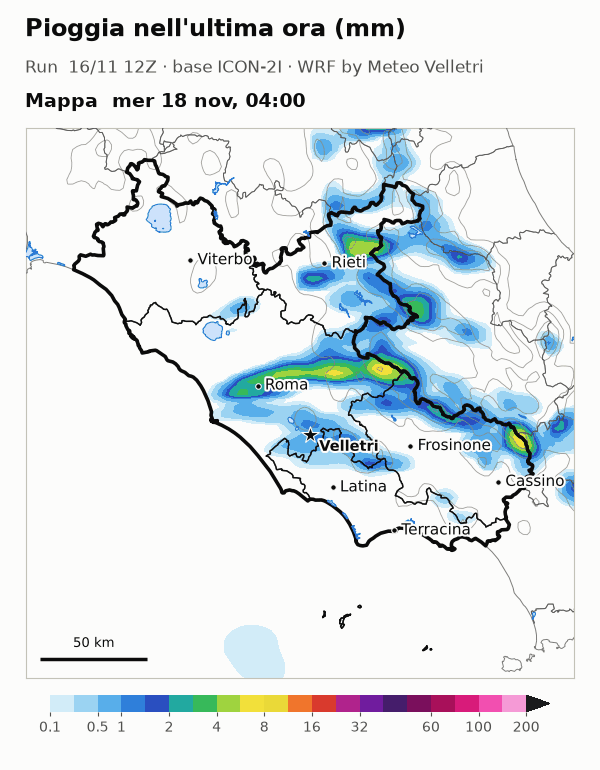 Pioggia nell'ultima ora (mm)
Run  16/11 12Z · base ICON-2I · WRF by Meteo Velletri
Mappa  mer 18 nov, 04:00
Viterbo
Rieti
Roma
Velletri
Frosinone
Cassino
Latina
Terracina
50 km
0.1 0.5 1 2 4 8 16 32 60 100 200